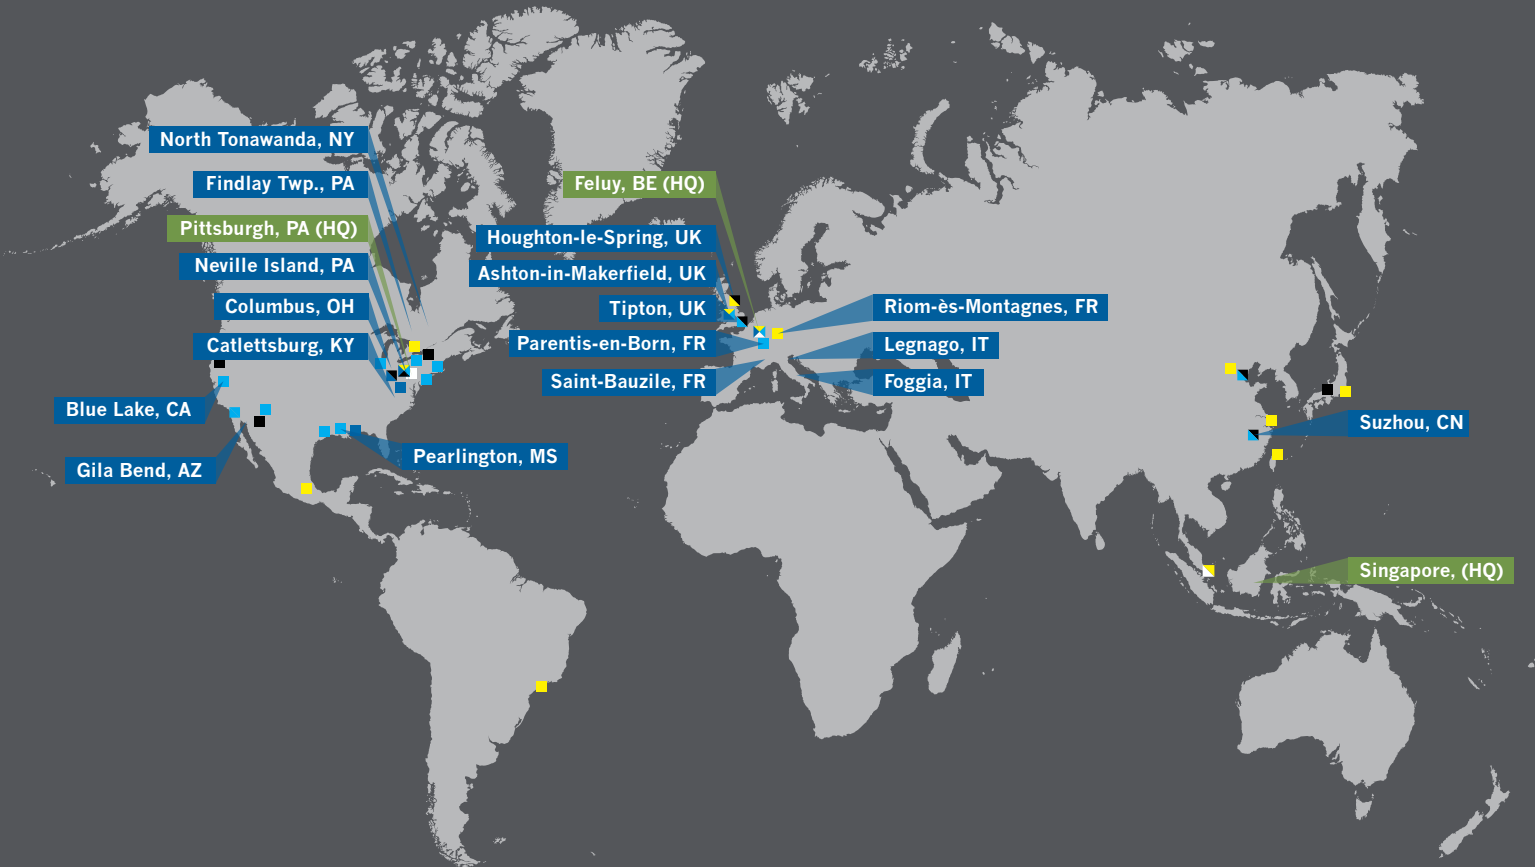 North Tonawanda, NY
Findlay Twp., PA
Pittsburgh, PA (HQ)
Neville Island, PA
Columbus, OH
Catlettsburg, KY
Blue Lake, CA
Gila Bend, AZ
Pearlington, MS
Feluy, BE (HQ)
Houghton-le-Spring, UK
Ashton-in-Makerfield, UK
Tipton, UK
Parentis-en-Born, FR
Saint-Bauzile, FR
Riom-ès-Montagnes, FR
Legnago, IT
Foggia, IT
Suzhou, CN
Singapore, (HQ)